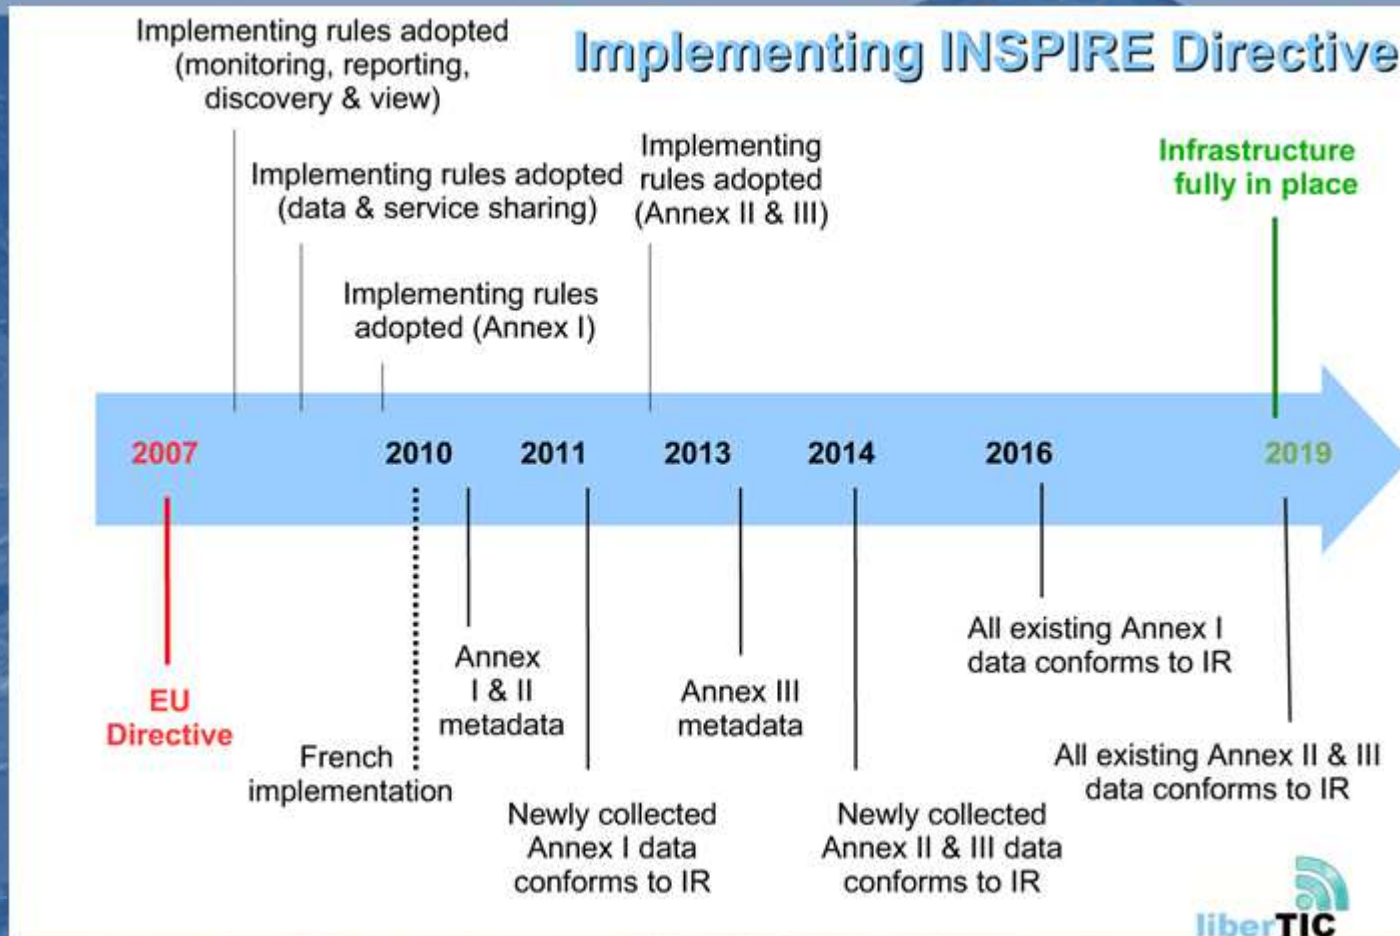 Implementing INSPIRE Directive
Implementing rules adopted
(monitoring, reporting,
discovery & view)
Implementing rules adopted
(data & service sharing)
Implementing rules
adopted (Annex I)
Implementing
rules adopted
(Annex II & III)
Infrastructure
fully in place
2007 2010 2011 2013 2014 2016 2019
EU
Directive
French
implementation
Annex
I & II
metadata
Newly collected
Annex I data
conforms to IR
Annex III
metadata
Newly collected
Annex II & III data
conforms to IR
All existing Annex I
data conforms to IR
All existing Annex II & III
data conforms to IR
liberTIC